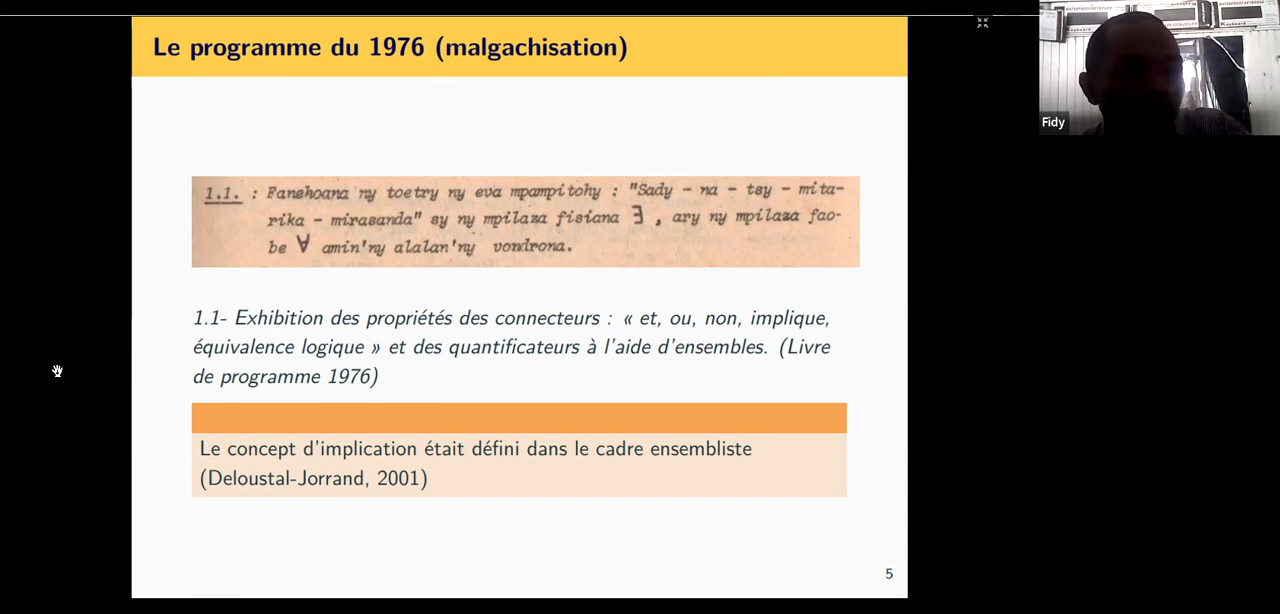 Le programme du 1976 (malgachisation)
1.1. : Fanehoana ny toetry ny eva mpampitohy : "Sady - na - tsy - mita-
rika - mirasanda" sy ny mpilaza fisiana ∃ , ary ny mpilaza fao-
be ∀ amin'ny alalan'ny vondrona.
1.1- Exhibition des propriétés des connecteurs : « et, ou, non, implique,
équivalence logique » et des quantificateurs à l'aide d'ensembles. (Livre
de programme 1976)
Le concept d'implication était défini dans le cadre ensembliste
(Deloustal-Jorrand, 2001)
5
Fidy